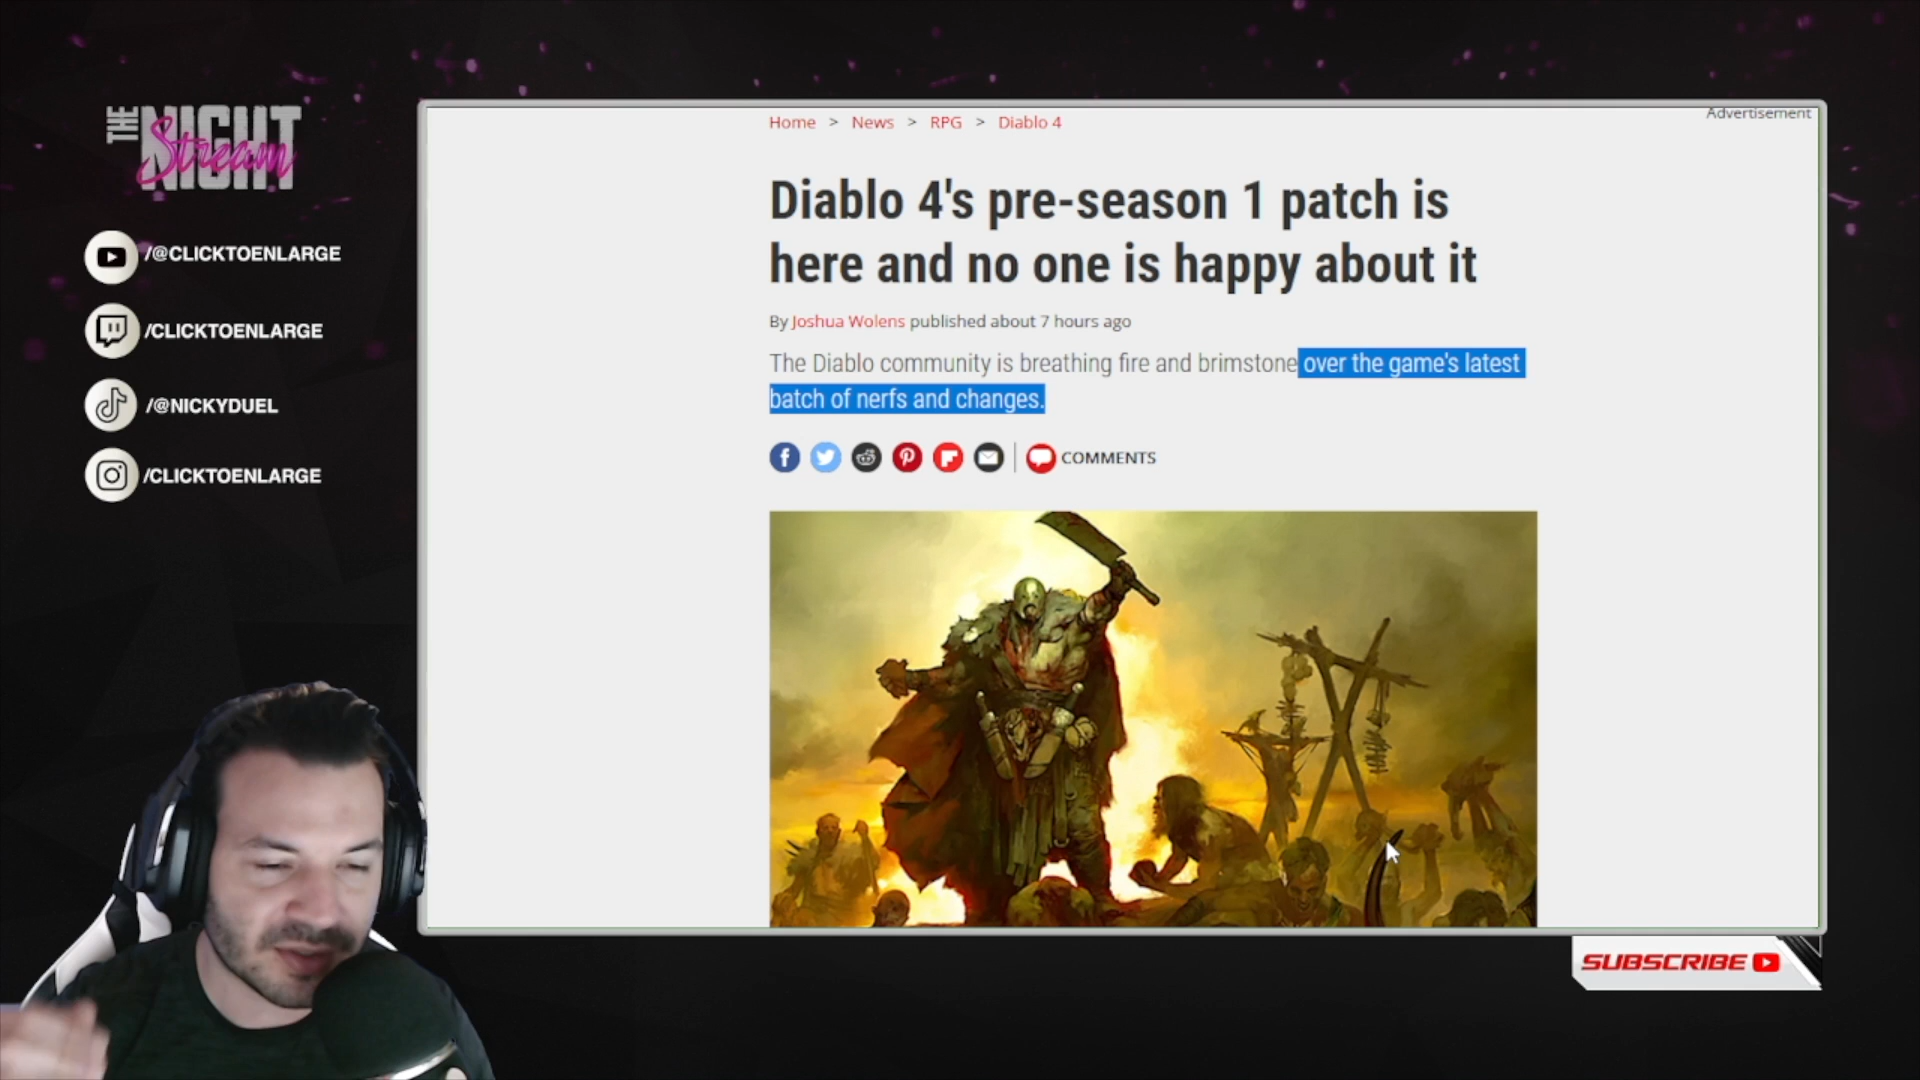 THE
NIGHT
Stream
/@CLICKTOENLARGE
/CLICKTOENLARGE
/@NICKYDUEL
/CLICKTOENLARGE
Advertisement
Home > News > RPG > Diablo 4
Diablo 4's pre-season 1 patch is
here and no one is happy about it
By Joshua Wolens published about 7 hours ago
The Diablo community is breathing fire and brimstone over the game's latest
batch of nerfs and changes.
COMMENTS
SUBSCRIBE